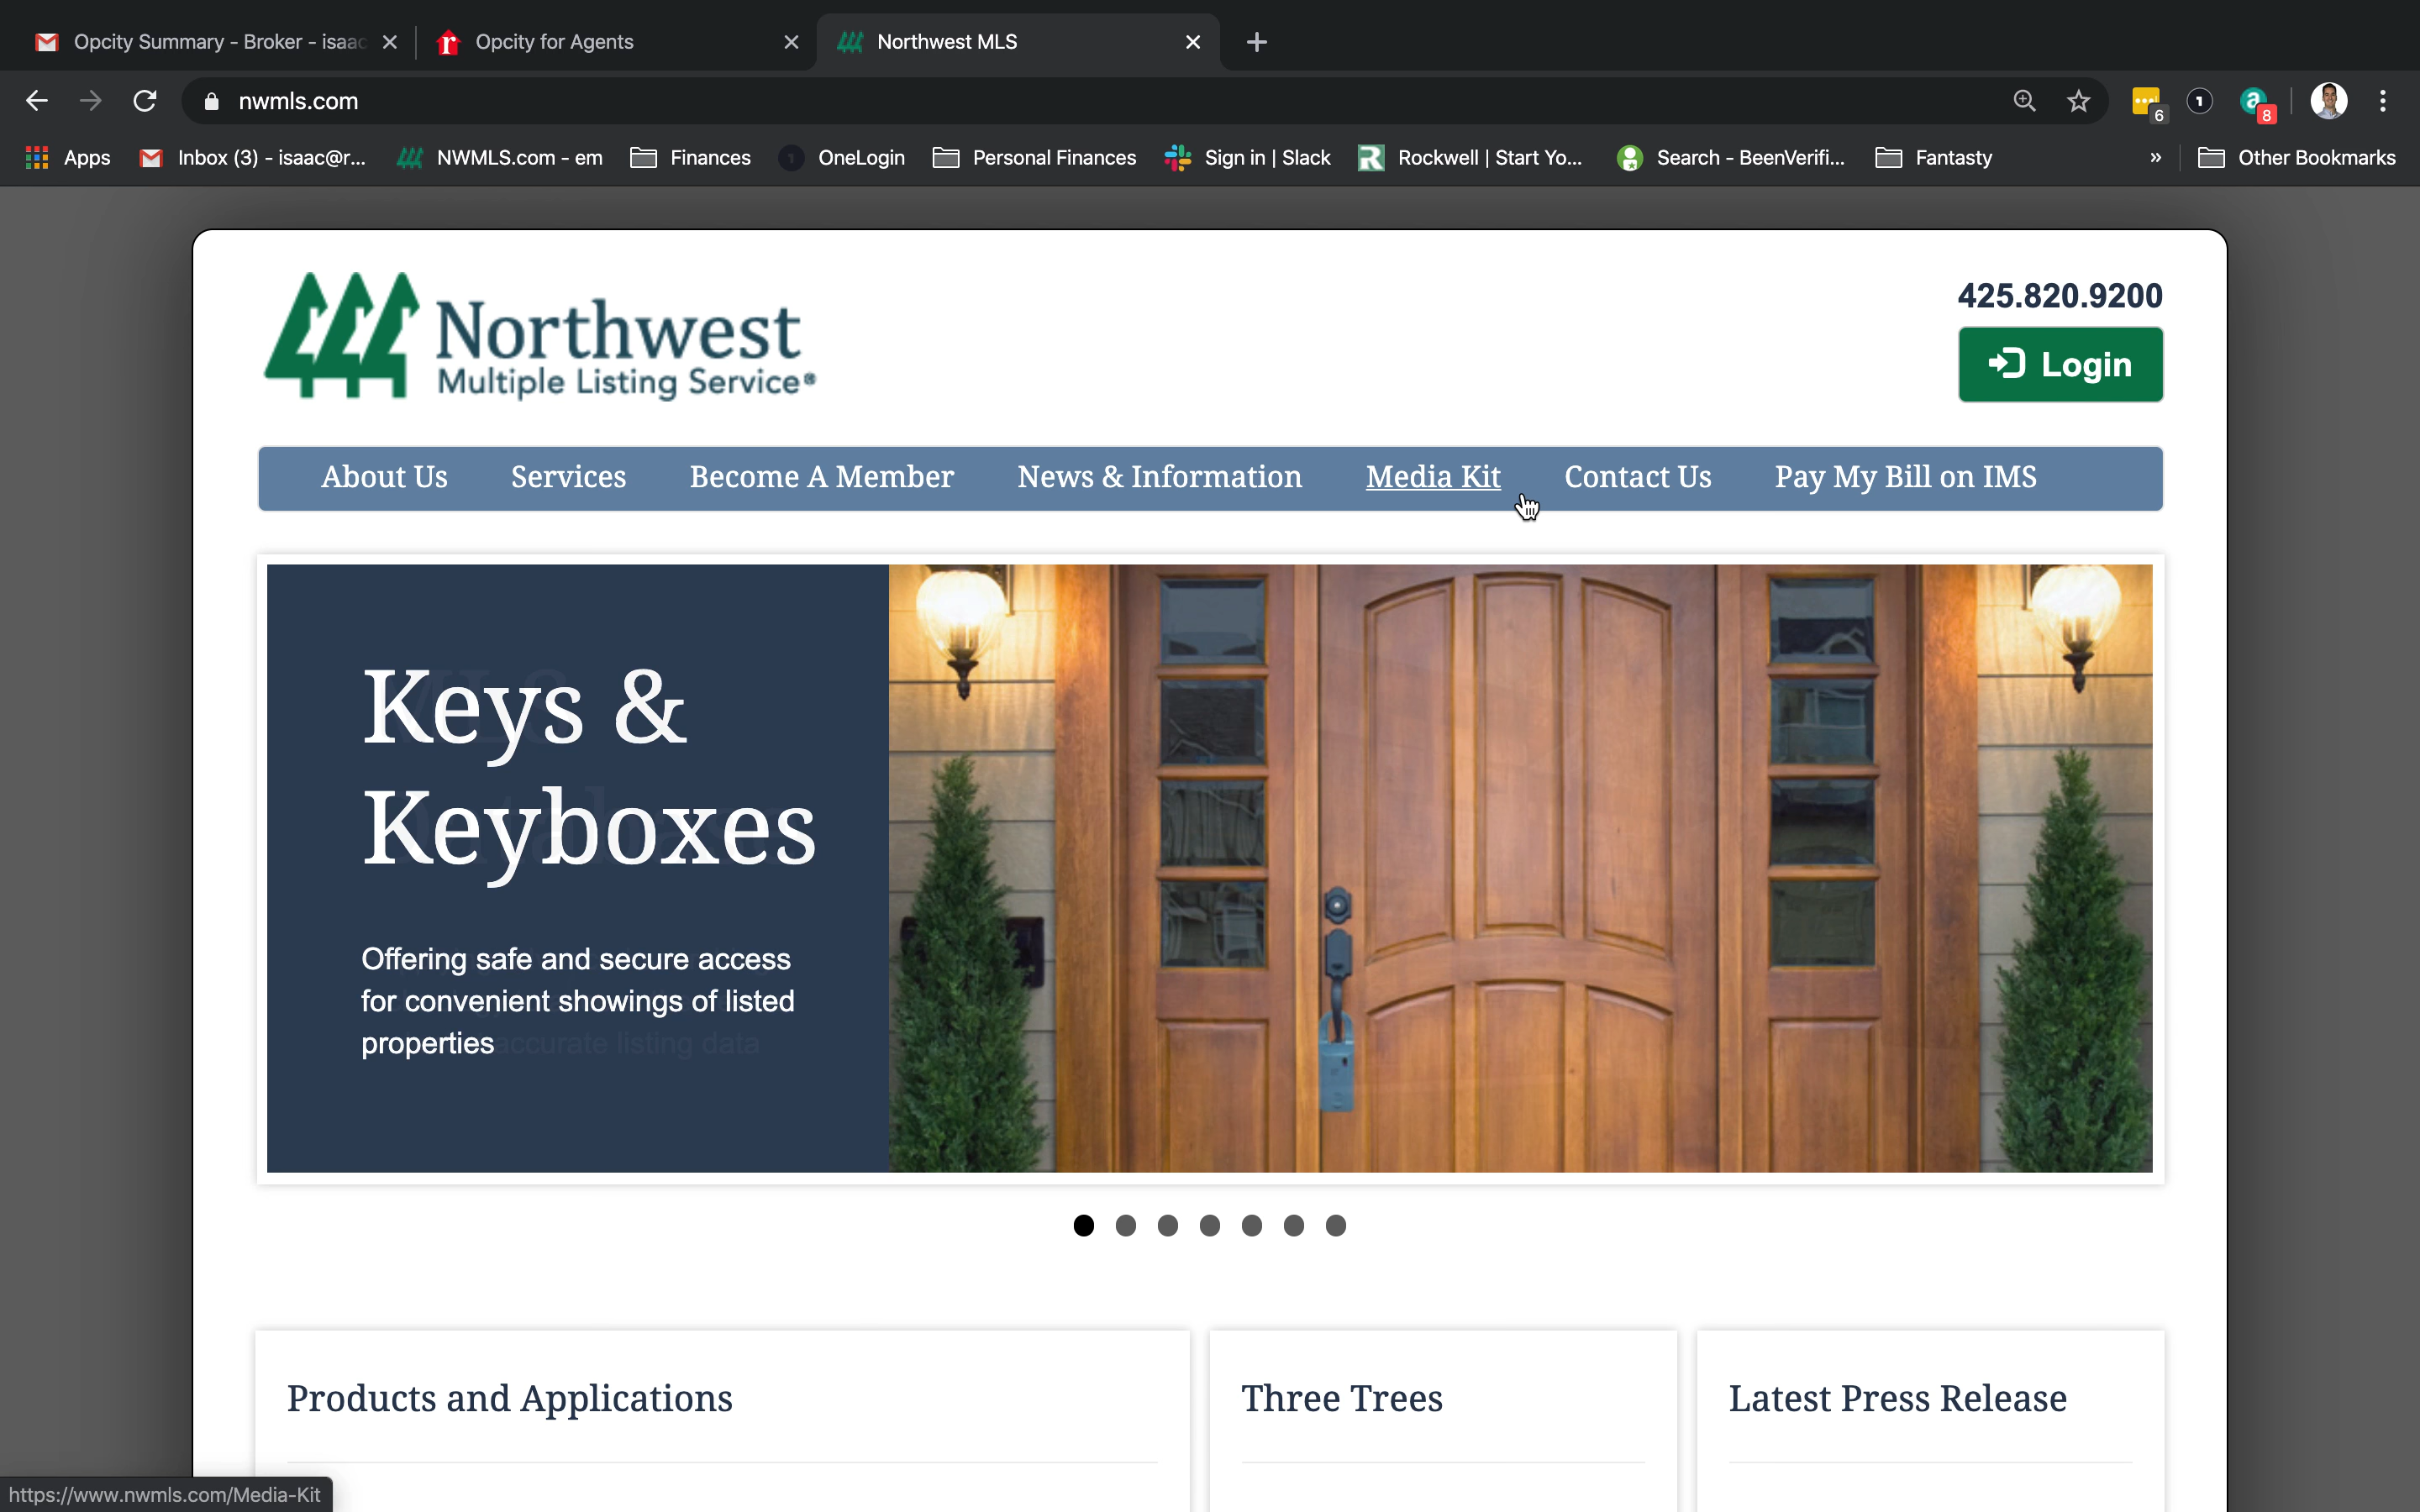 Opcity Summary - Broker - isaac
Opcity for Agents
Northwest MLS
nwmls.com
6
1
a
8
Apps
Inbox (3) - isaac@r...
NWMLS.com - em
Finances
OneLogin
Personal Finances
Sign in | Slack
Rockwell | Start Yo...
Search - BeenVerifi...
Fantasty
»
Other Bookmarks
Northwest
Multiple Listing Service®
425.820.9200
Login
About Us
Services
Become A Member
News & Information
Media Kit
Contact Us
Pay My Bill on IMS
Keys &
Keyboxes
Offering safe and secure access
for convenient showings of listed
properties
accurate listing data
Products and Applications
Three Trees
Latest Press Release
https://www.nwmls.com/Media-Kit